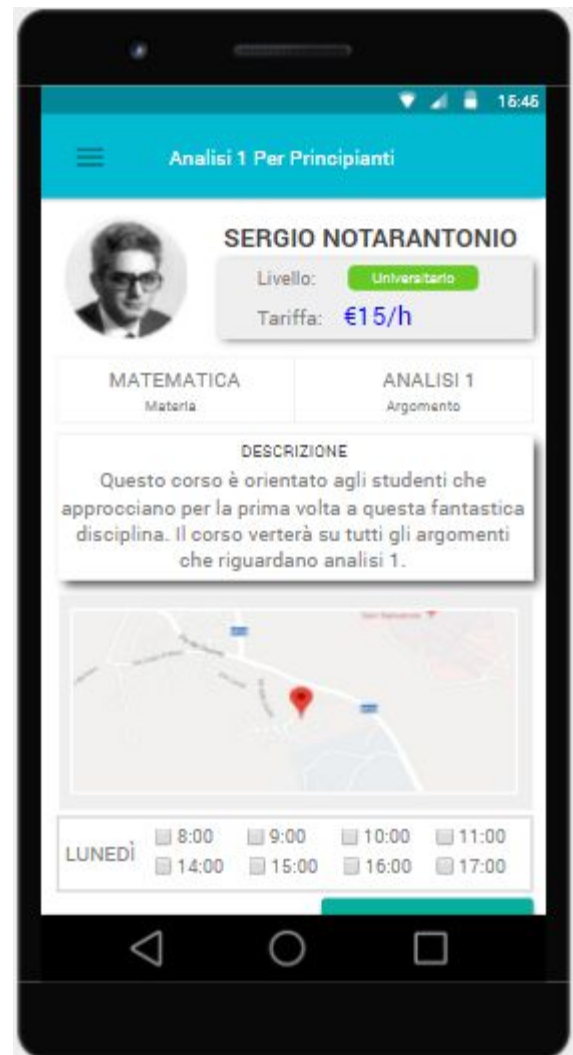 15:45
Analisi 1 Per Principianti
SERGIO NOTARANTONIO
Livello: Universitario
Tariffa: €15/h
MATEMATICA ANALISI 1
Materia Argomento
DESCRIZIONE
Questo corso è orientato agli studenti che
approcciano per la prima volta a questa fantastica
disciplina. Il corso verterà su tutti gli argomenti
che riguardano analisi 1.
LUNEDÌ
8:00 9:00 10:00 11:00
14:00 15:00 16:00 17:00